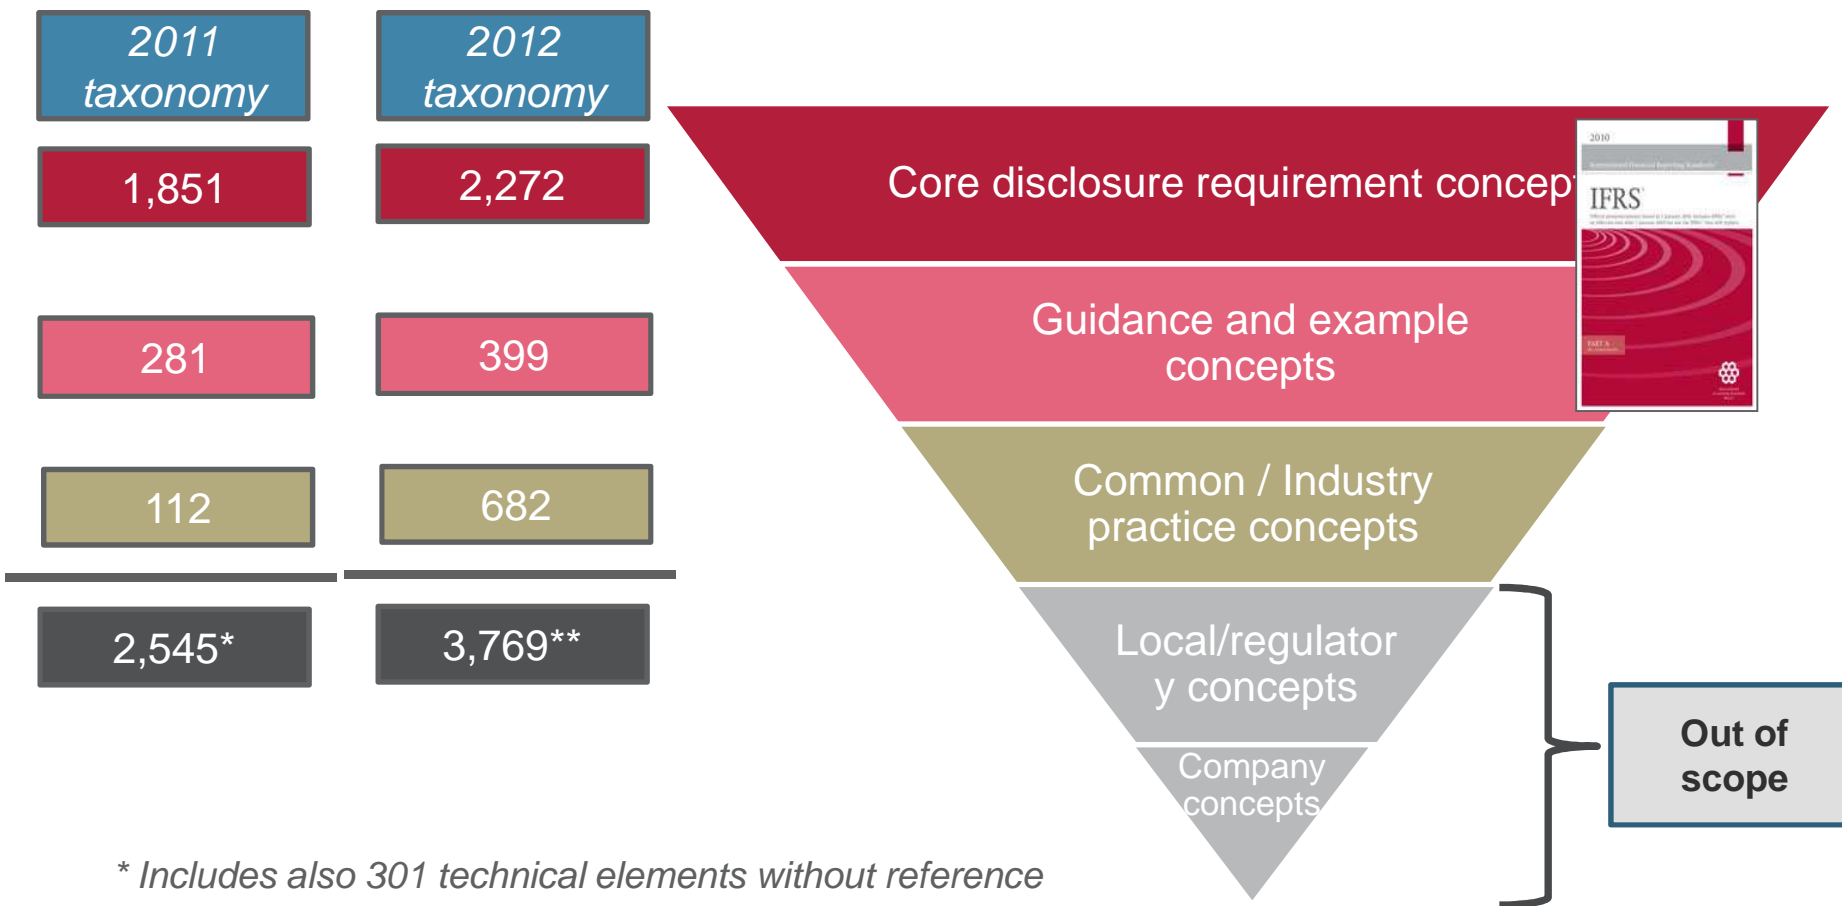 2011
taxonomy
2012
taxonomy
1,851
2,272
Core disclosure requirement concep
2010
IFRS
281
399
Guidance and example
concepts
PART A
112
682
Common / Industry
practice concepts
2,545*
3,769**
Local/regulator
y concepts
Company
concepts
Out of
scope
* Includes also 301 technical elements without reference